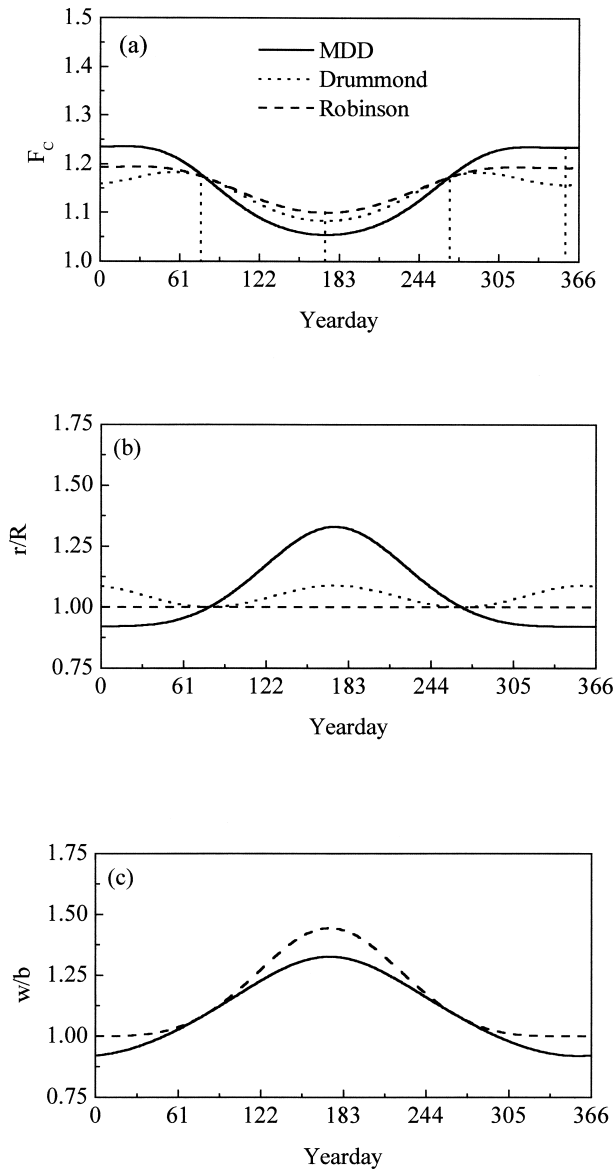 (a)
MDD
Drummond
Robinson
F_C
1.5
1.4
1.3
1.2
1.1
1.0
0 61 122 183 244 305 366
Yearday
(b)
r/R
1.75
1.50
1.25
1.00
0.75
0 61 122 183 244 305 366
Yearday
(c)
w/b
1.75
1.50
1.25
1.00
0.75
0 61 122 183 244 305 366
Yearday